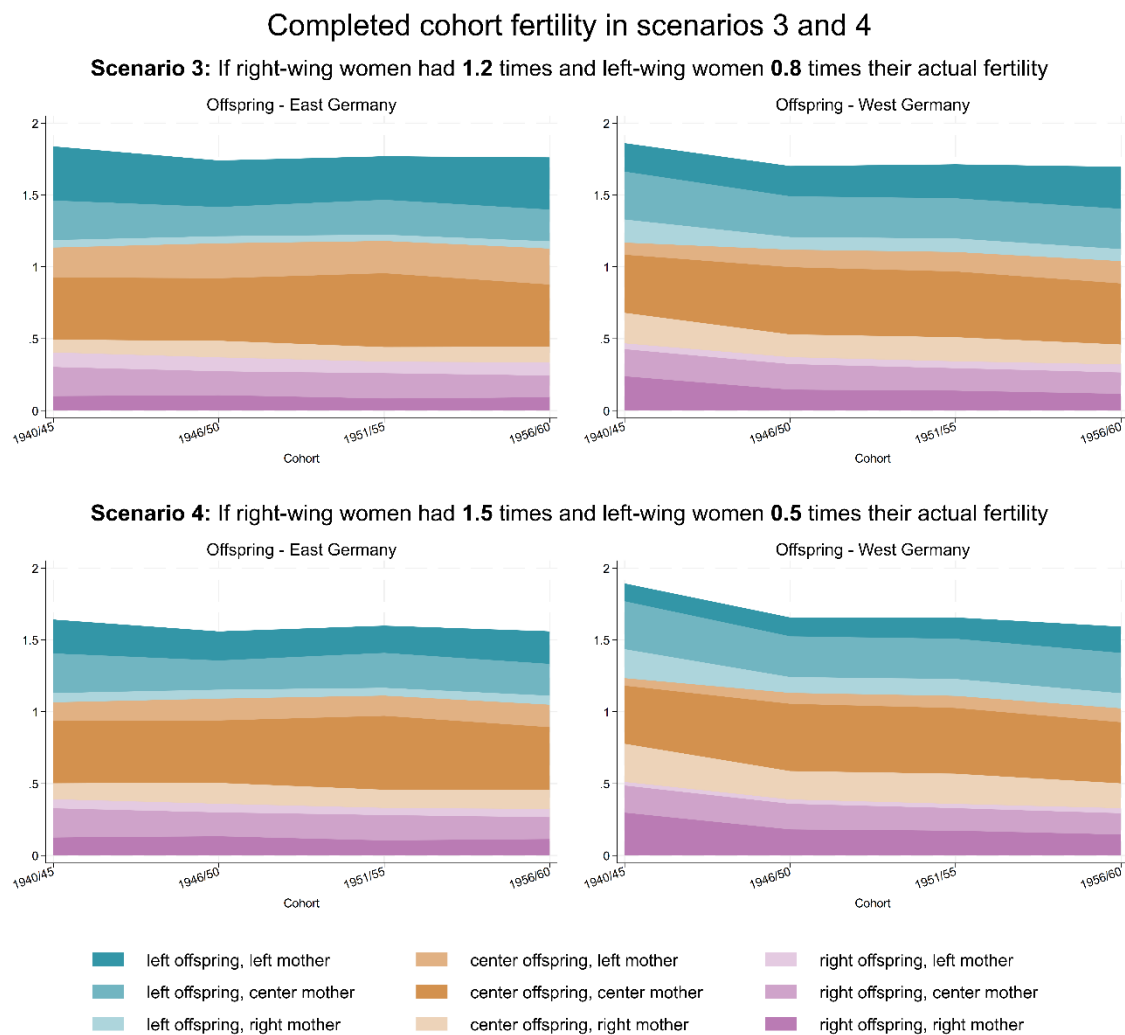 Completed cohort fertility in scenarios 3 and 4
Scenario 3: If right-wing women had 1.2 times and left-wing women 0.8 times their actual fertility
Offspring - East Germany
2
1.5
1
.5
0
1940/45
1946/50
1951/55
1956/60
Cohort
Offspring - West Germany
2
1.5
1
.5
0
1940/45
1946/50
1951/55
1956/60
Cohort
Scenario 4: If right-wing women had 1.5 times and left-wing women 0.5 times their actual fertility
Offspring - East Germany
2
1.5
1
.5
0
1940/45
1946/50
1951/55
1956/60
Cohort
Offspring - West Germany
2
1.5
1
.5
0
1940/45
1946/50
1951/55
1956/60
Cohort
left offspring, left mother
left offspring, center mother
left offspring, right mother
center offspring, left mother
center offspring, center mother
center offspring, right mother
right offspring, left mother
right offspring, center mother
right offspring, right mother